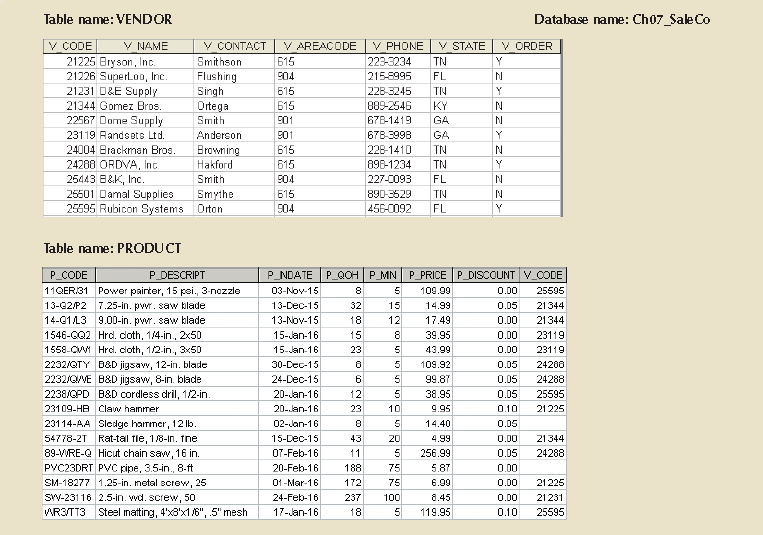 Table name: VENDOR Database name: Ch07_SaleCo
V_CODE V_NAME V_CONTACT V_AREACODE V_PHONE V_STATE V_ORDER
21225 Bryson, Inc. Smithson 615 223-3234 TN Y
21226 SuperLoo, Inc. Flushing 904 215-8995 FL N
21231 D&E Supply Singh 615 228-3245 TN Y
21344 Gomez Bros. Ortega 615 889-2546 KY N
22567 Dome Supply Smith 901 678-1419 GA N
23119 Randsets Ltd. Anderson 901 678-3998 GA Y
24004 Brackman Bros. Browning 615 228-1410 TN N
24288 ORDVA, Inc. Hakford 615 898-1234 TN Y
25443 B&K, Inc. Smith 904 227-0093 FL N
25501 Damal Supplies Smythe 615 890-3529 TN N
25595 Rubicon Systems Orton 904 456-0092 FL Y
Table name: PRODUCT
P_CODE P_DESCRIPT P_INDATE P_QOH P_MIN P_PRICE P_DISCOUNT V_CODE
11QER/31 Power painter, 15 psi., 3-nozzle 03-Nov-15 8 5 109.99 0.00 25595
13-Q2/P2 7.25-in. pwr. saw blade 13-Dec-15 32 15 14.99 0.05 21344
14-Q1/L3 9.00-in. pwr. saw blade 13-Nov-15 18 12 17.49 0.00 21344
1546-QQ2 Hrd. cloth, 1/4-in., 2x50 15-Jan-16 15 8 39.95 0.00 23119
1558-QW1 Hrd. cloth, 1/2-in., 3x50 15-Jan-16 23 5 43.99 0.00 23119
2232/QTY B&D jigsaw, 12-in. blade 30-Dec-15 8 5 109.92 0.05 24288
2232/QWE B&D jigsaw, 8-in. blade 24-Dec-15 6 5 99.87 0.05 24288
2238/QPD B&D cordless drill, 1/2-in. 20-Jan-16 12 5 38.95 0.05 25595
23109-HB Claw hammer 20-Jan-16 23 10 9.95 0.10 21225
23114-AA Sledge hammer, 12 lb. 02-Jan-16 8 5 14.40 0.05
54778-2T Rat-tail file, 1/8-in. fine 15-Dec-15 43 20 4.99 0.00 21344
89-WRE-Q Hicut chain saw, 16 in. 07-Feb-16 11 5 256.99 0.05 24288
PVC23DRT PVC pipe, 3.5-in., 8-ft 20-Feb-16 188 75 5.87 0.00
SM-18277 1.25-in. metal screw, 25 01-Mar-16 172 75 6.99 0.00 21225
SW-23116 2.5-in. wd. screw, 50 24-Feb-16 237 100 8.45 0.00 21231
WR3/TT3 Steel matting, 4'x8'x1/6", .5" mesh 17-Jan-16 18 5 119.95 0.10 25595